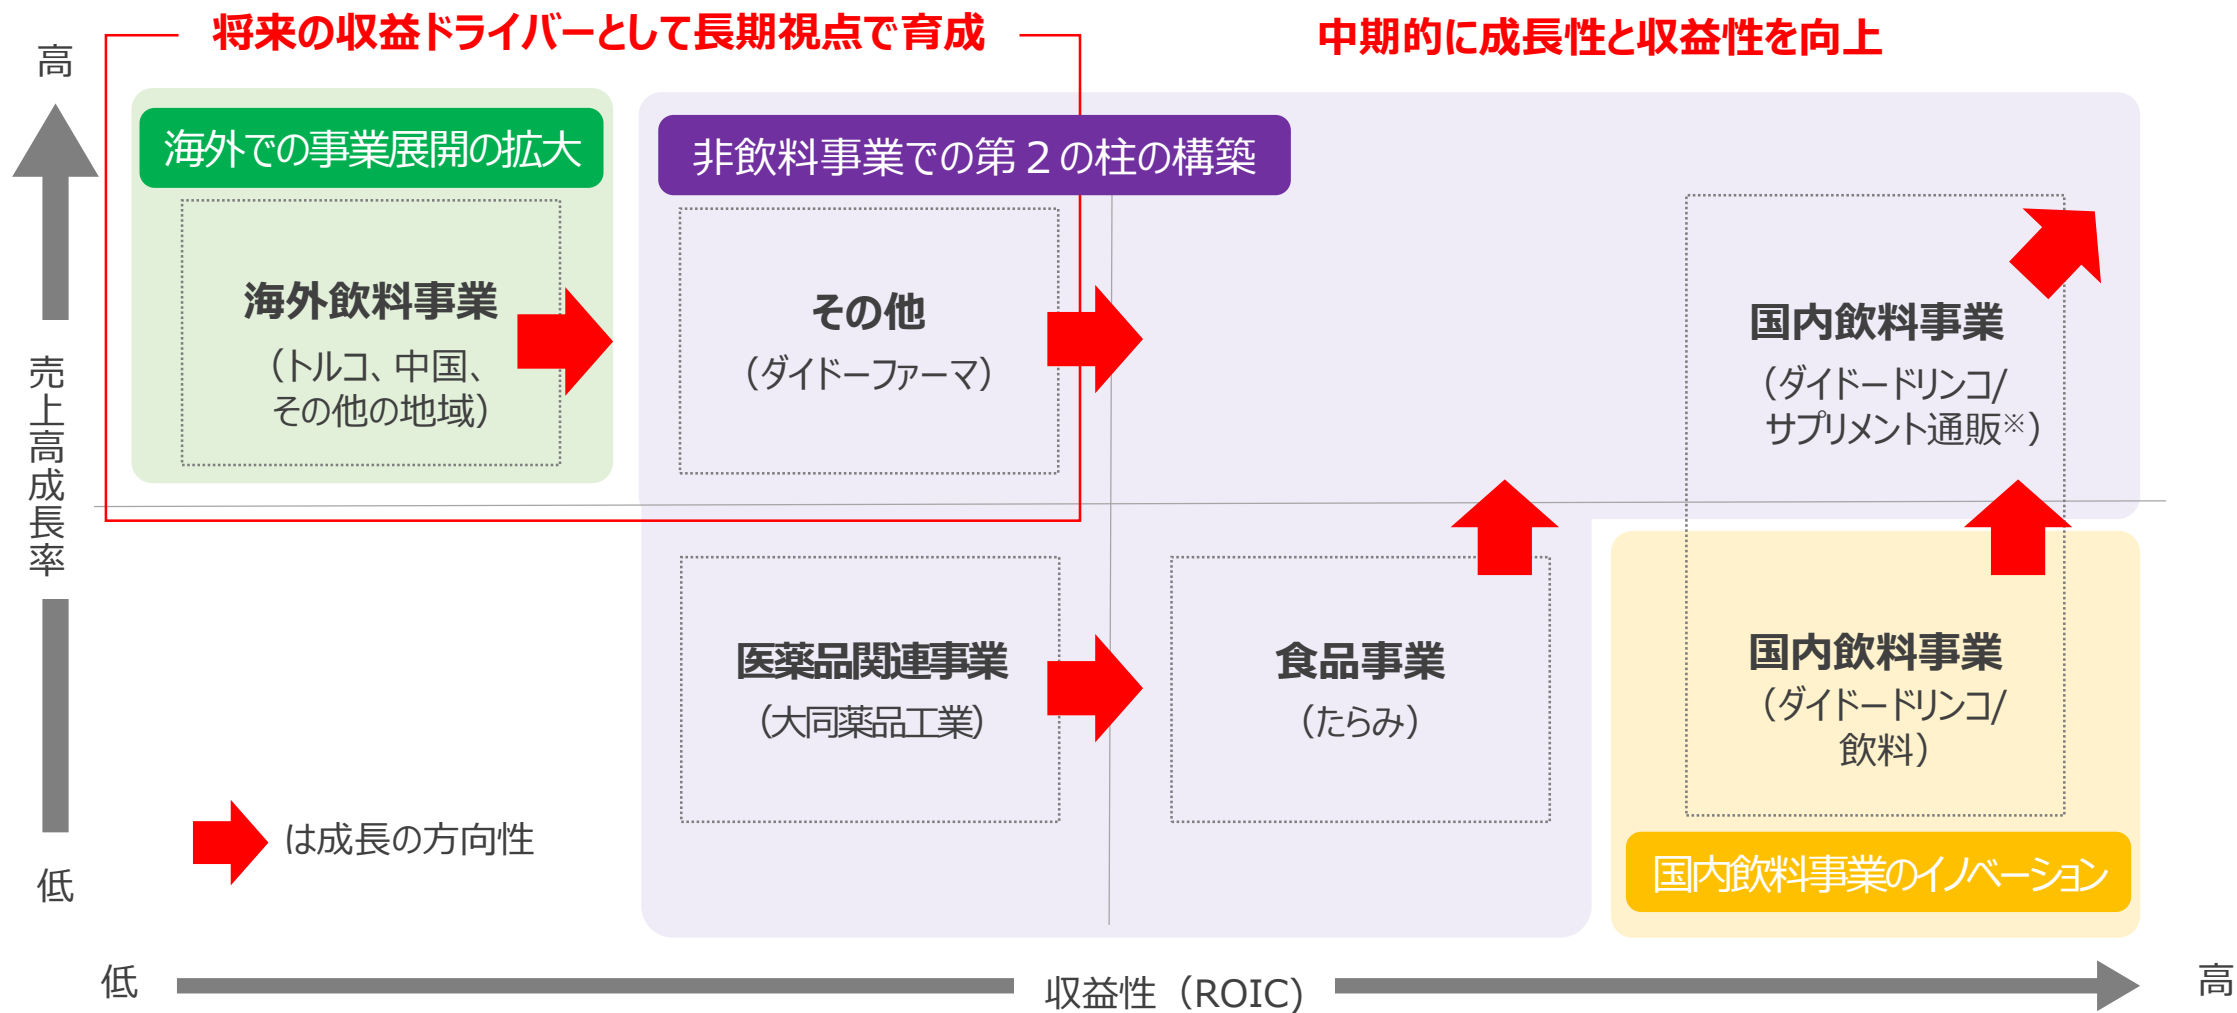 将来の収益ドライバーとして長期視点で育成
中期的に成長性と収益性を向上
高
売上高成長率
低
海外での事業展開の拡大
海外飲料事業
（トルコ、中国、
その他の地域）
非飲料事業での第２の柱の構築
その他
（ダイドーファーマ）
国内飲料事業
（ダイドードリンコ/
サプリメント通販※）
医薬品関連事業
（大同薬品工業）
食品事業
（たらみ）
国内飲料事業
（ダイドードリンコ/
飲料）
国内飲料事業のイノベーション
は成長の方向性
低
収益性（ROIC）
高